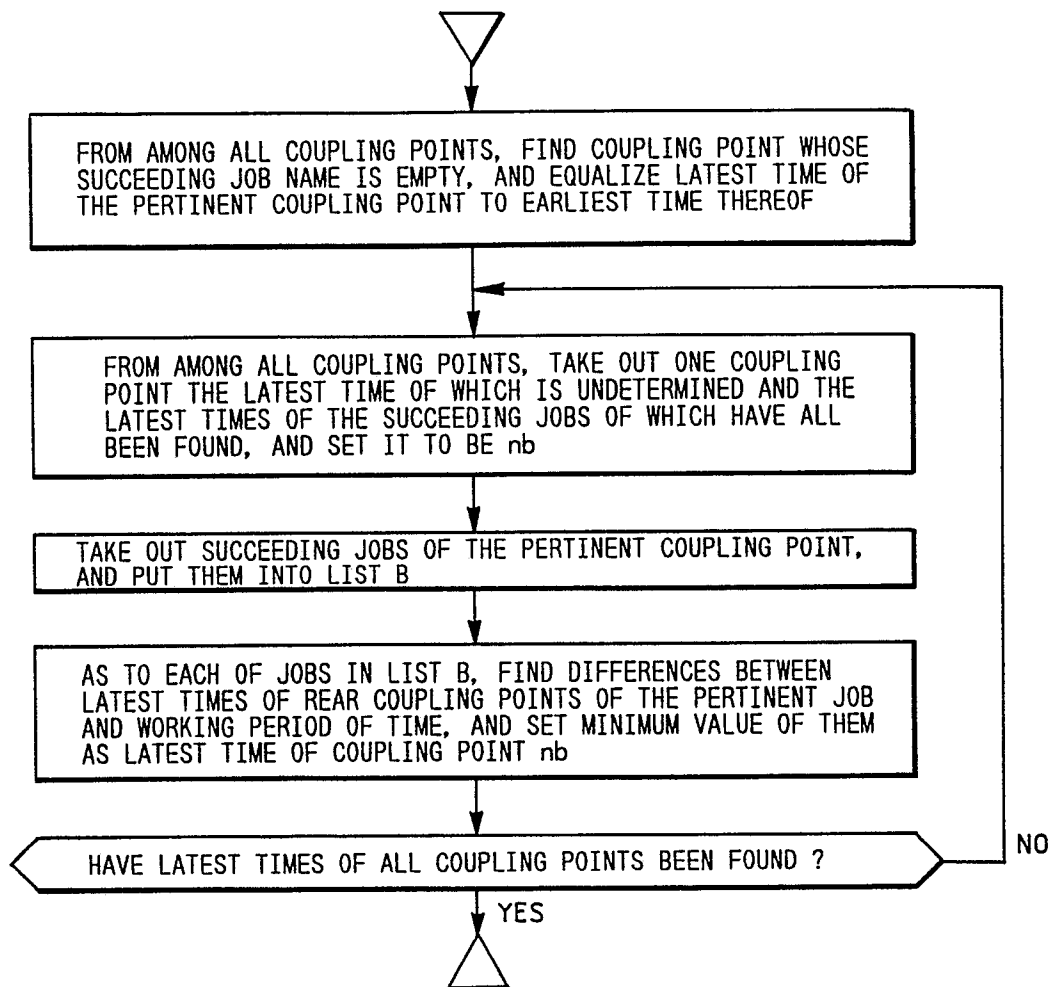 FROM AMONG ALL COUPLING POINTS, FIND COUPLING POINT WHOSE
SUCCEEDING JOB NAME IS EMPTY, AND EQUALIZE LATEST TIME OF
THE PERTINENT COUPLING POINT TO EARLIEST TIME THEREOF
FROM AMONG ALL COUPLING POINTS, TAKE OUT ONE COUPLING
POINT THE LATEST TIME OF WHICH IS UNDETERMINED AND THE
LATEST TIMES OF THE SUCCEEDING JOBS OF WHICH HAVE ALL
BEEN FOUND, AND SET IT TO BE nb
TAKE OUT SUCCEEDING JOBS OF THE PERTINENT COUPLING POINT,
AND PUT THEM INTO LIST B
AS TO EACH OF JOBS IN LIST B, FIND DIFFERENCES BETWEEN
LATEST TIMES OF REAR COUPLING POINTS OF THE PERTINENT JOB
AND WORKING PERIOD OF TIME, AND SET MINIMUM VALUE OF THEM
AS LATEST TIME OF COUPLING POINT nb
HAVE LATEST TIMES OF ALL COUPLING POINTS BEEN FOUND ?
NO
YES